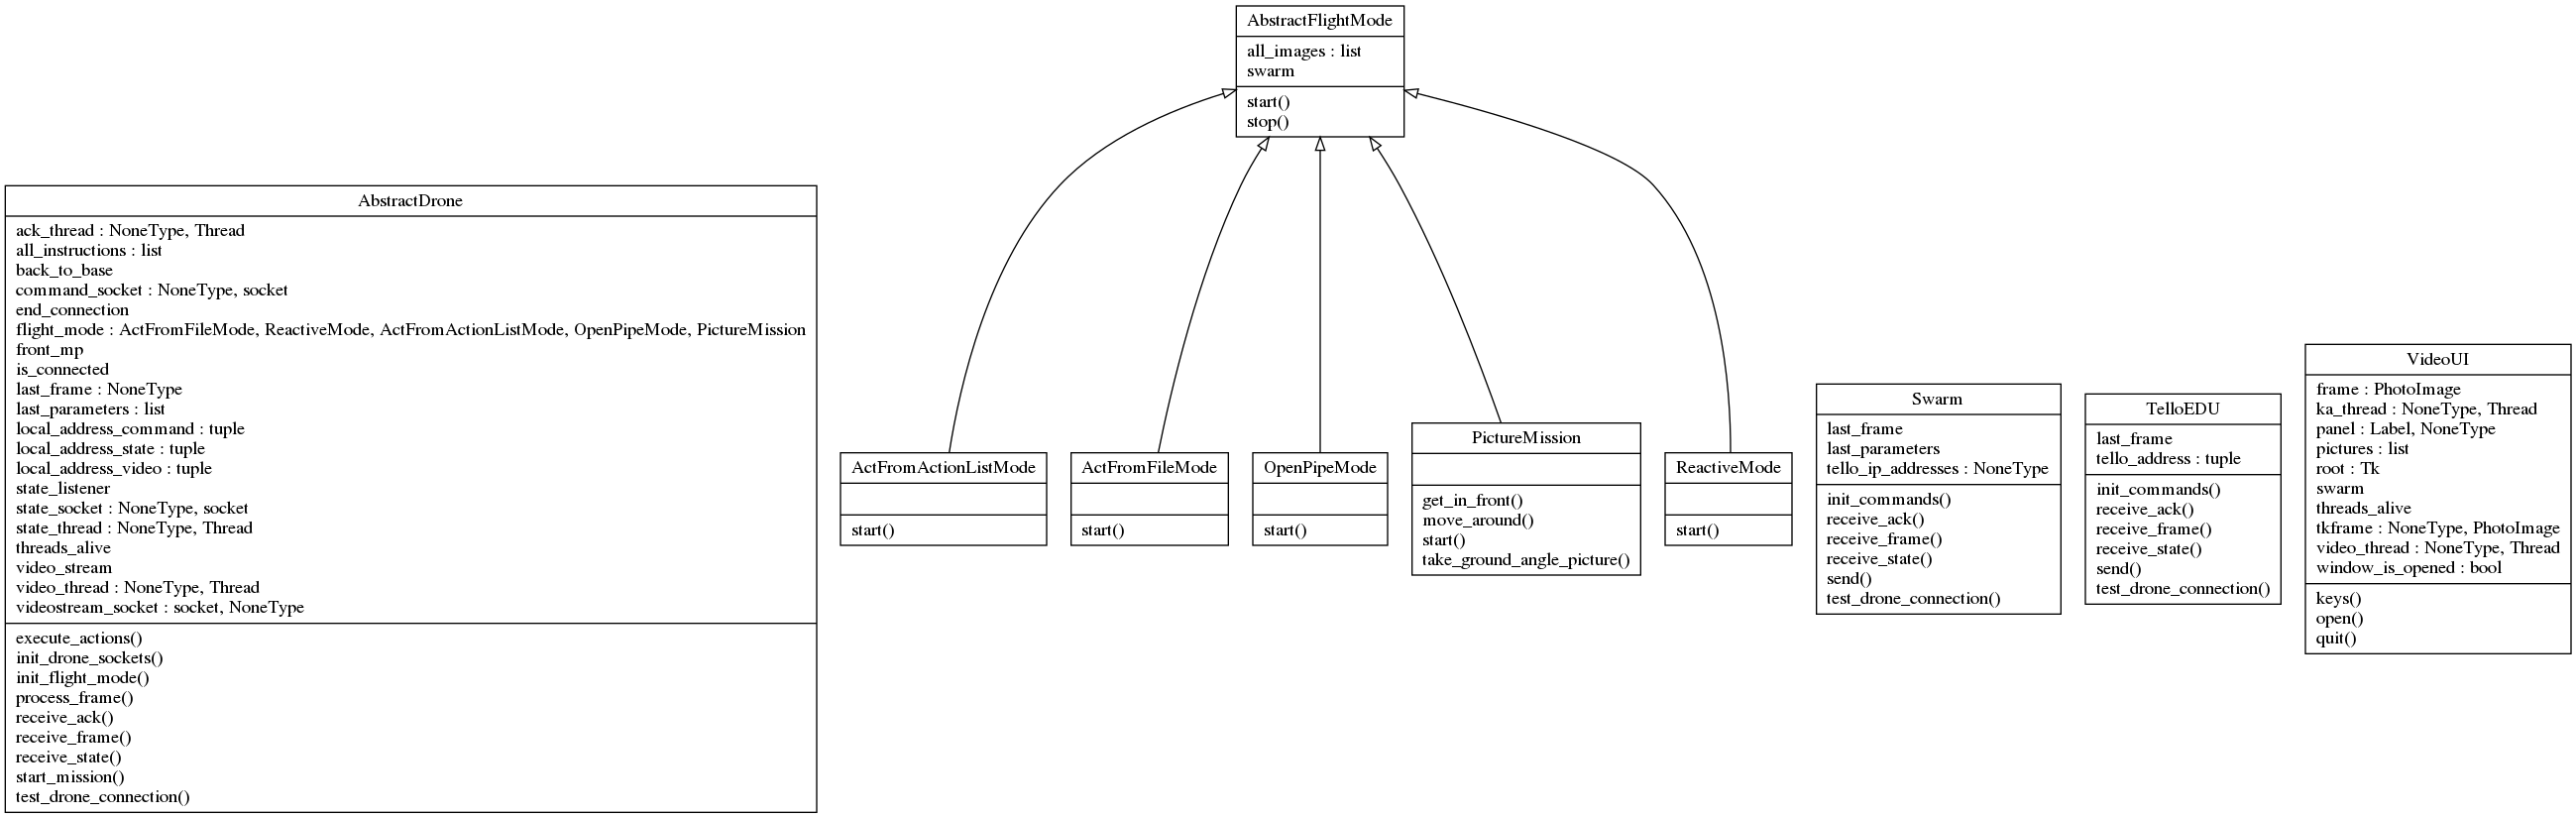 AbstractFlightMode
all_images : list
swarm
start()
stop()
AbstractDrone
ack_thread : NoneType, Thread
all_instructions : list
back_to_base
command_socket : NoneType, socket
end_connection
flight_mode : ActFromFileMode, ReactiveMode, ActFromActionListMode, OpenPipeMode, PictureMission
front_mp
is_connected
last_frame : NoneType
last_parameters : list
local_address_command : tuple
local_address_state : tuple
local_address_video : tuple
state_listener
state_socket : NoneType, socket
state_thread : NoneType, Thread
threads_alive
video_stream
video_thread : NoneType, Thread
videostream_socket : socket, NoneType
execute_actions()
init_drone_sockets()
init_flight_mode()
process_frame()
receive_ack()
receive_frame()
receive_state()
start_mission()
test_drone_connection()
ActFromActionListMode
start()
ActFromFileMode
start()
OpenPipeMode
start()
PictureMission
get_in_front()
move_around()
start()
take_ground_angle_picture()
ReactiveMode
start()
Swarm
last_frame
last_parameters
tello_ip_addresses : NoneType
init_commands()
receive_ack()
receive_frame()
receive_state()
send()
test_drone_connection()
TelloEDU
last_frame
tello_address : tuple
init_commands()
receive_ack()
receive_frame()
receive_state()
send()
test_drone_connection()
VideoUI
frame : PhotoImage
ka_thread : NoneType, Thread
panel : Label, NoneType
pictures : list
root : Tk
swarm
threads_alive
tkframe : NoneType, PhotoImage
video_thread : NoneType, Thread
window_is_opened : bool
keys()
open()
quit()